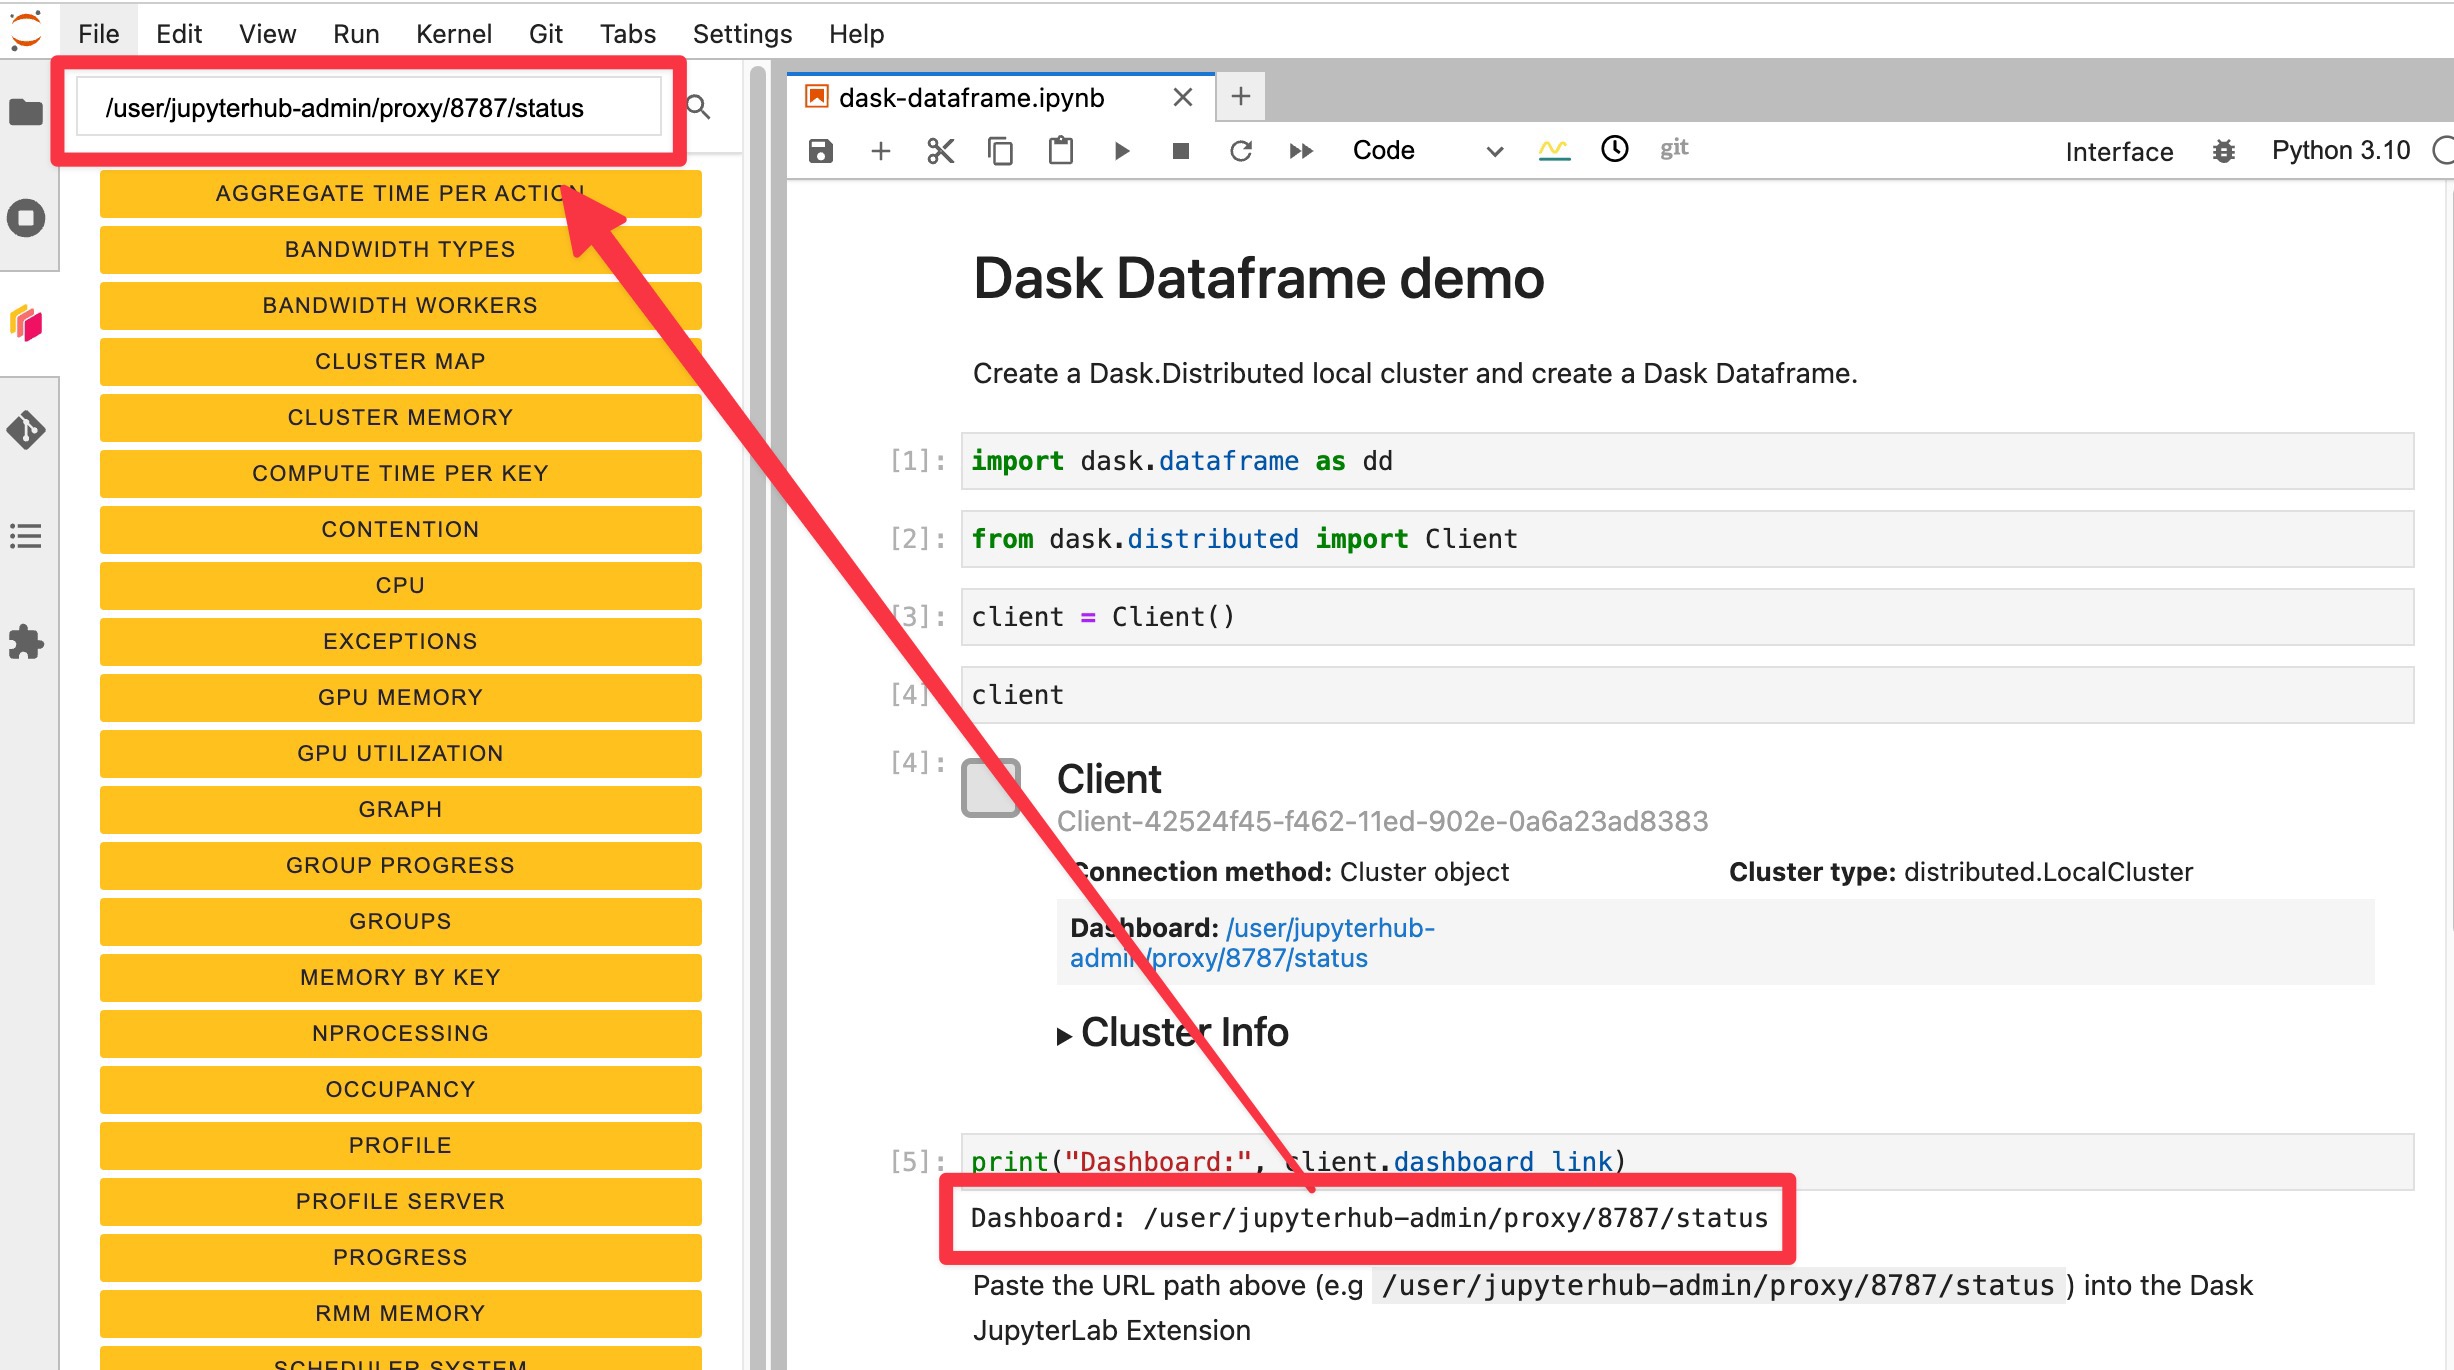 File Edit View Run Kernel Git Tabs Settings Help
/user/jupyterhub-admin/proxy/8787/status
AGGREGATE TIME PER ACTION
BANDWIDTH TYPES
BANDWIDTH WORKERS
CLUSTER MAP
CLUSTER MEMORY
COMPUTE TIME PER KEY
CONTENTION
CPU
EXCEPTIONS
GPU MEMORY
GPU UTILIZATION
GRAPH
GROUP PROGRESS
GROUPS
MEMORY BY KEY
NPROCESSING
OCCUPANCY
PROFILE
PROFILE SERVER
PROGRESS
RMM MEMORY
SCHEDULER SYSTEM
dask-dataframe.ipynb
Code git Interface Python 3.10
Dask Dataframe demo
Create a Dask.Distributed local cluster and create a Dask Dataframe.
[1]: import dask.dataframe as dd
[2]: from dask.distributed import Client
[3]: client = Client()
[4]: client
[4]: Client
Client-42524f45-f462-11ed-902e-0a6a23ad8383
Connection method: Cluster object Cluster type: distributed.LocalCluster
Dashboard: /user/jupyterhub-
admin/proxy/8787/status
Cluster Info
[5]: print("Dashboard:", client.dashboard_link)
Dashboard: /user/jupyterhub-admin/proxy/8787/status
Paste the URL path above (e.g /user/jupyterhub-admin/proxy/8787/status ) into the Dask
JupyterLab Extension